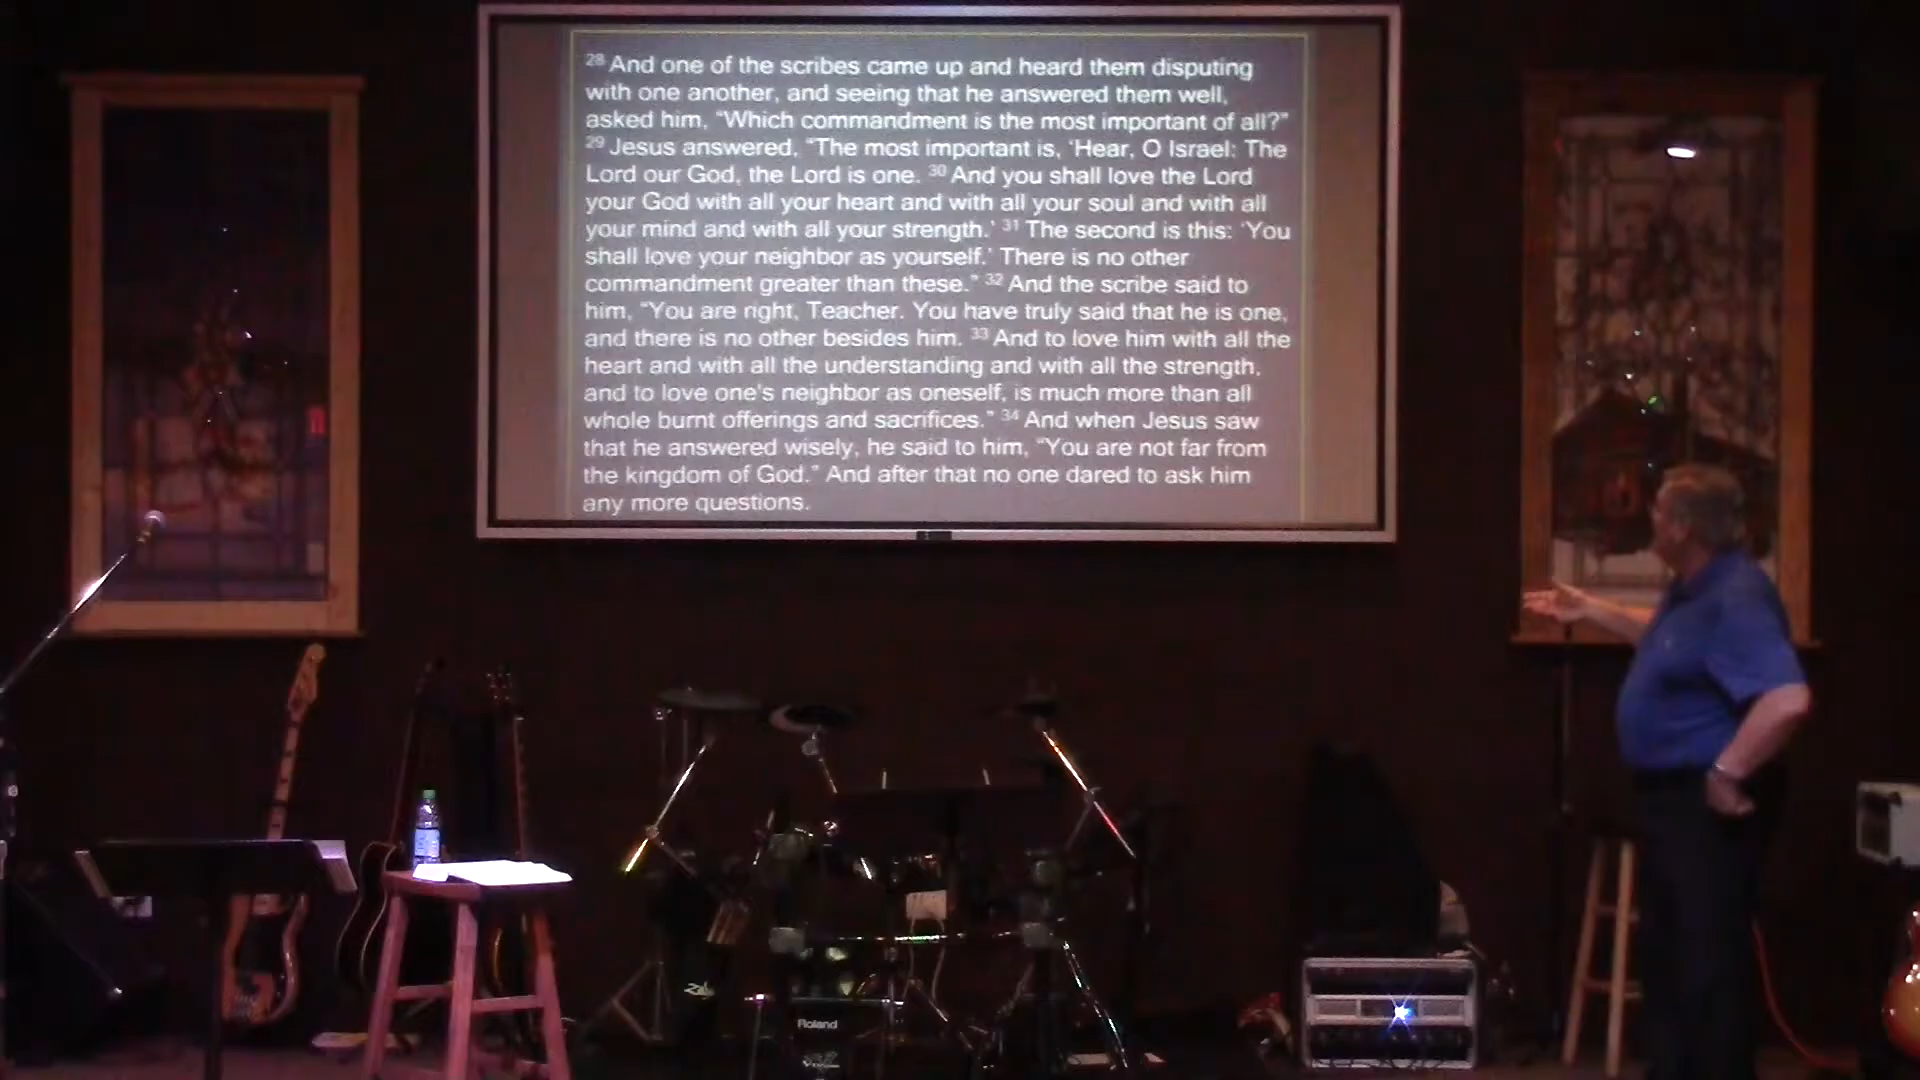 28 And one of the scribes came up and heard them disputing
with one another, and seeing that he answered them well,
asked him, “Which commandment is the most important of all?”
29 Jesus answered, “The most important is, ‘Hear, O Israel: The
Lord our God, the Lord is one. 30 And you shall love the Lord
your God with all your heart and with all your soul and with all
your mind and with all your strength.’ 31 The second is this: ‘You
shall love your neighbor as yourself.’ There is no other
commandment greater than these.” 32 And the scribe said to
him, “You are right, Teacher. You have truly said that he is one,
and there is no other besides him. 33 And to love him with all the
heart and with all the understanding and with all the strength,
and to love one's neighbor as oneself, is much more than all
whole burnt offerings and sacrifices.” 34 And when Jesus saw
that he answered wisely, he said to him, “You are not far from
the kingdom of God.” And after that no one dared to ask him
any more questions.
Roland